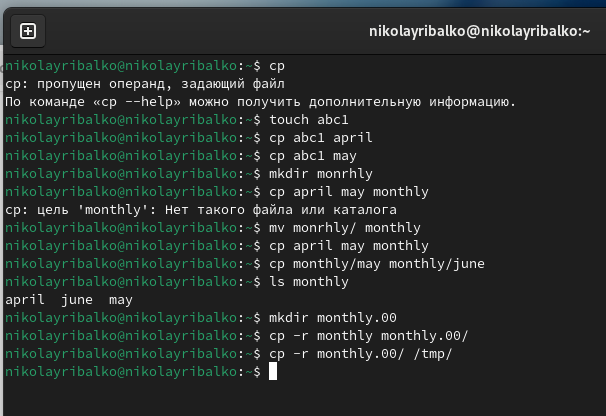 nikolayribalko@nikolayribalko:~
nikolayribalko@nikolayribalko:~$ cp
cp: пропущен операнд, задающий файл
По команде «cp --help» можно получить дополнительную информацию.
nikolayribalko@nikolayribalko:~$ touch abc1
nikolayribalko@nikolayribalko:~$ cp abc1 april
nikolayribalko@nikolayribalko:~$ cp abc1 may
nikolayribalko@nikolayribalko:~$ mkdir monrhly
nikolayribalko@nikolayribalko:~$ cp april may monthly
cp: цель 'monthly': Нет такого файла или каталога
nikolayribalko@nikolayribalko:~$ mv monrhly/ monthly
nikolayribalko@nikolayribalko:~$ cp april may monthly
nikolayribalko@nikolayribalko:~$ cp monthly/may monthly/june
nikolayribalko@nikolayribalko:~$ ls monthly
april  june  may
nikolayribalko@nikolayribalko:~$ mkdir monthly.00
nikolayribalko@nikolayribalko:~$ cp -r monthly monthly.00/
nikolayribalko@nikolayribalko:~$ cp -r monthly.00/ /tmp/
nikolayribalko@nikolayribalko:~$